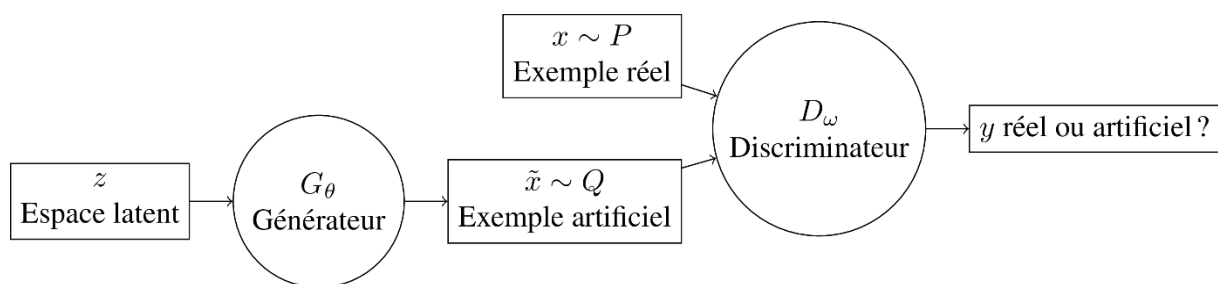 z
Espace latent
G_θ
Générateur
x ∼ P
Exemple réel
x̃ ∼ Q
Exemple artificiel
D_ω
Discriminateur
y réel ou artificiel ?